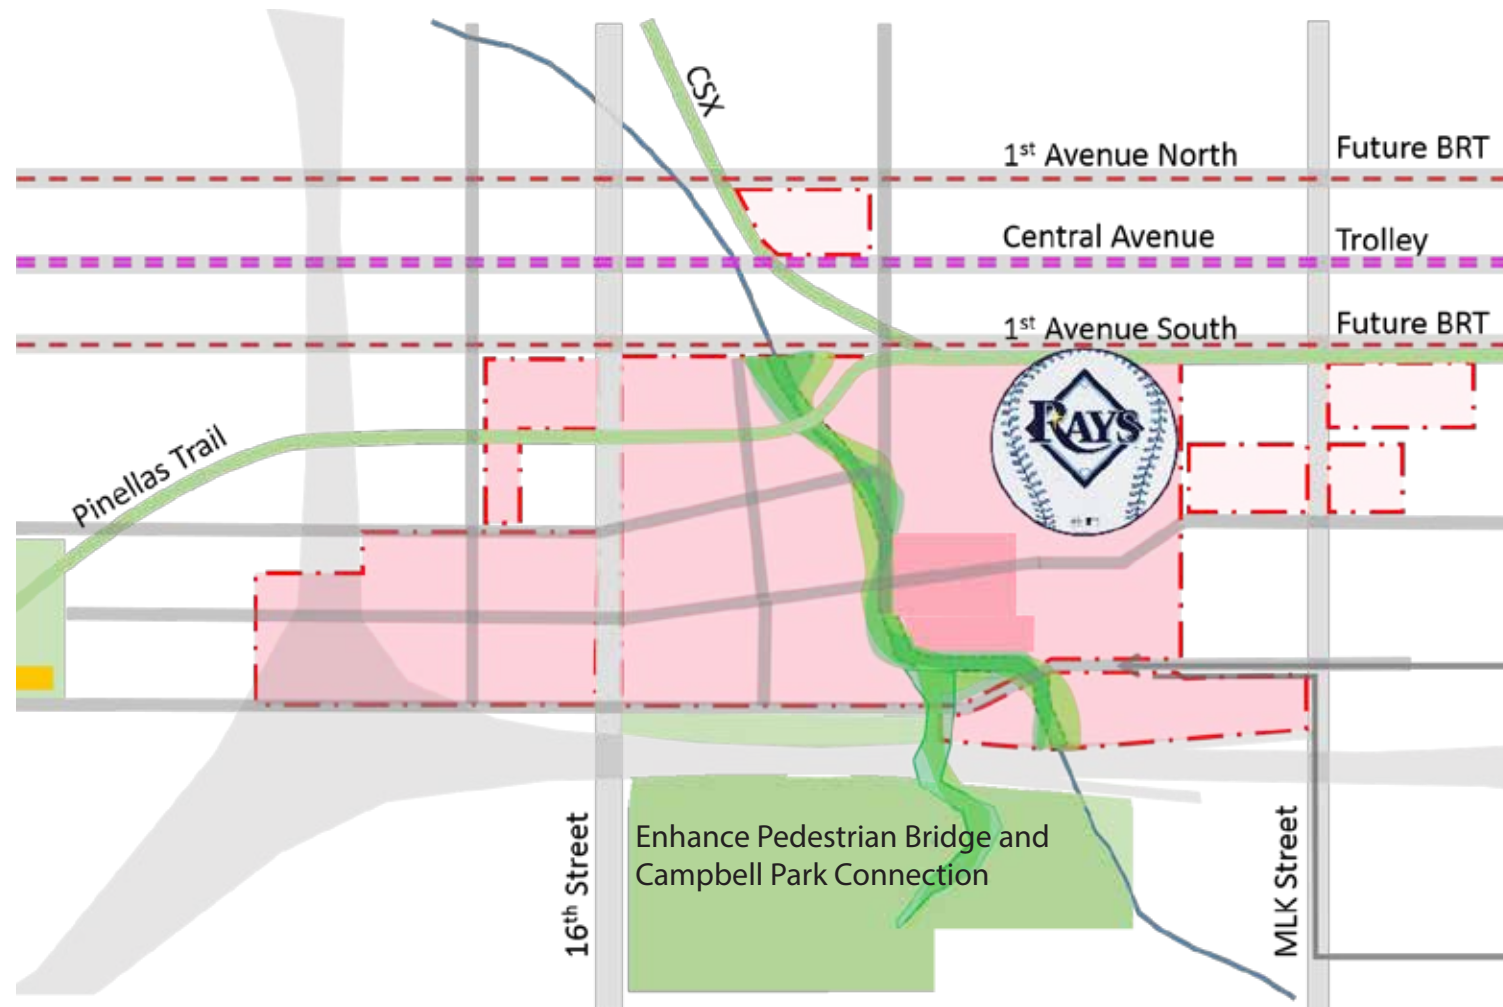 CSX
1st Avenue North
Future BRT
Central Avenue
Trolley
1st Avenue South
Future BRT
RAYS
Pinellas Trail
Enhance Pedestrian Bridge and
Campbell Park Connection
16th Street
MLK Street